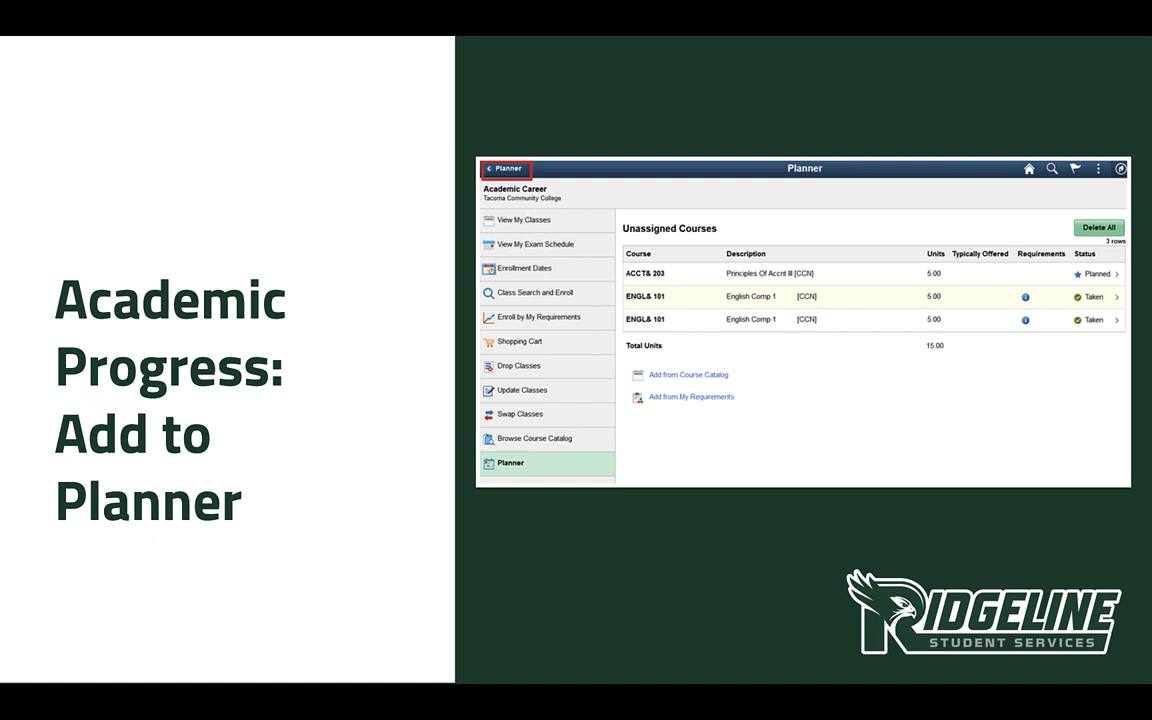 Academic
Progress:
Add to
Planner
Planner
Planner
Academic Career
Tacoma Community College
View My Classes
View My Exam Schedule
Enrollment Dates
Class Search and Enroll
Enroll by My Requirements
Shopping Cart
Drop Classes
Update Classes
Swap Classes
Browse Course Catalog
Planner
Unassigned Courses
Delete All
3 rows
Course Description Units Typically Offered Requirements Status
ACCT& 203 Principles Of Accnt III [CCN] 5.00 Planned
ENGL& 101 English Comp 1 [CCN] 5.00 Taken
ENGL& 101 English Comp 1 [CCN] 5.00 Taken
Total Units 15.00
Add from Course Catalog
Add from My Requirements
RIDGELINE
STUDENT SERVICES